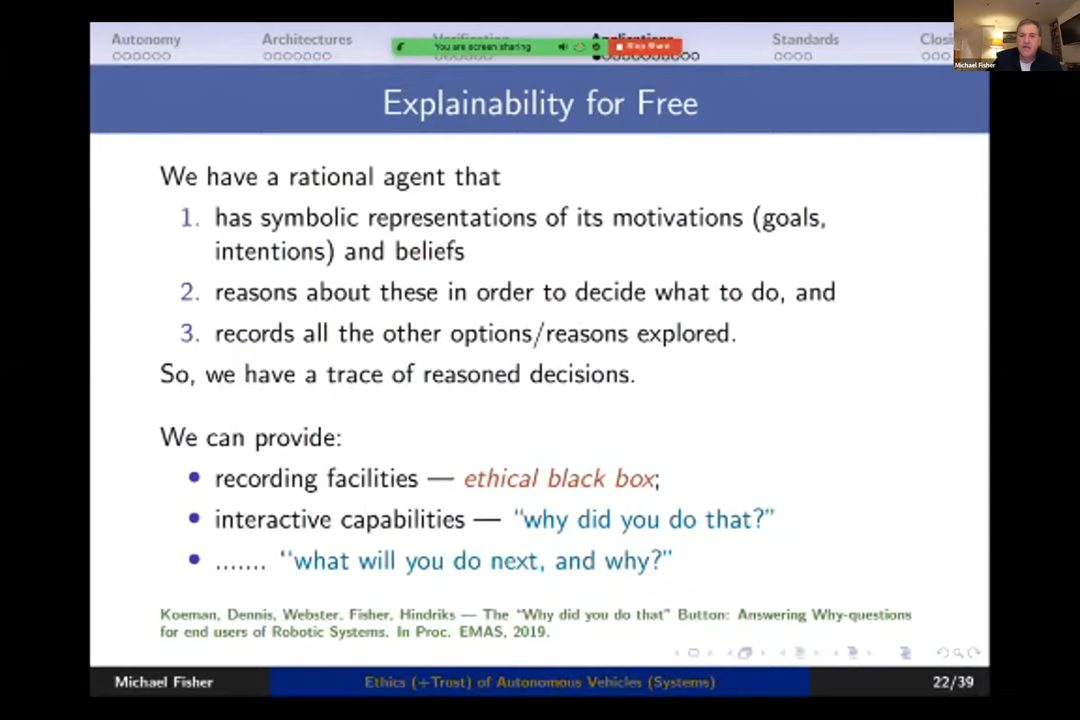 Autonomy Architectures Verification Applications Standards Closi
You are screen sharing Stop Share
Michael Fisher
Explainability for Free
We have a rational agent that
1. has symbolic representations of its motivations (goals,
intentions) and beliefs
2. reasons about these in order to decide what to do, and
3. records all the other options/reasons explored.
So, we have a trace of reasoned decisions.
We can provide:
• recording facilities — ethical black box;
• interactive capabilities — “why did you do that?”
• ....... ‘‘what will you do next, and why?”
Koeman, Dennis, Webster, Fisher, Hindriks — The “Why did you do that” Button: Answering Why-questions
for end users of Robotic Systems. In Proc. EMAS, 2019.
Michael Fisher Ethics (+Trust) of Autonomous Vehicles (Systems) 22/39